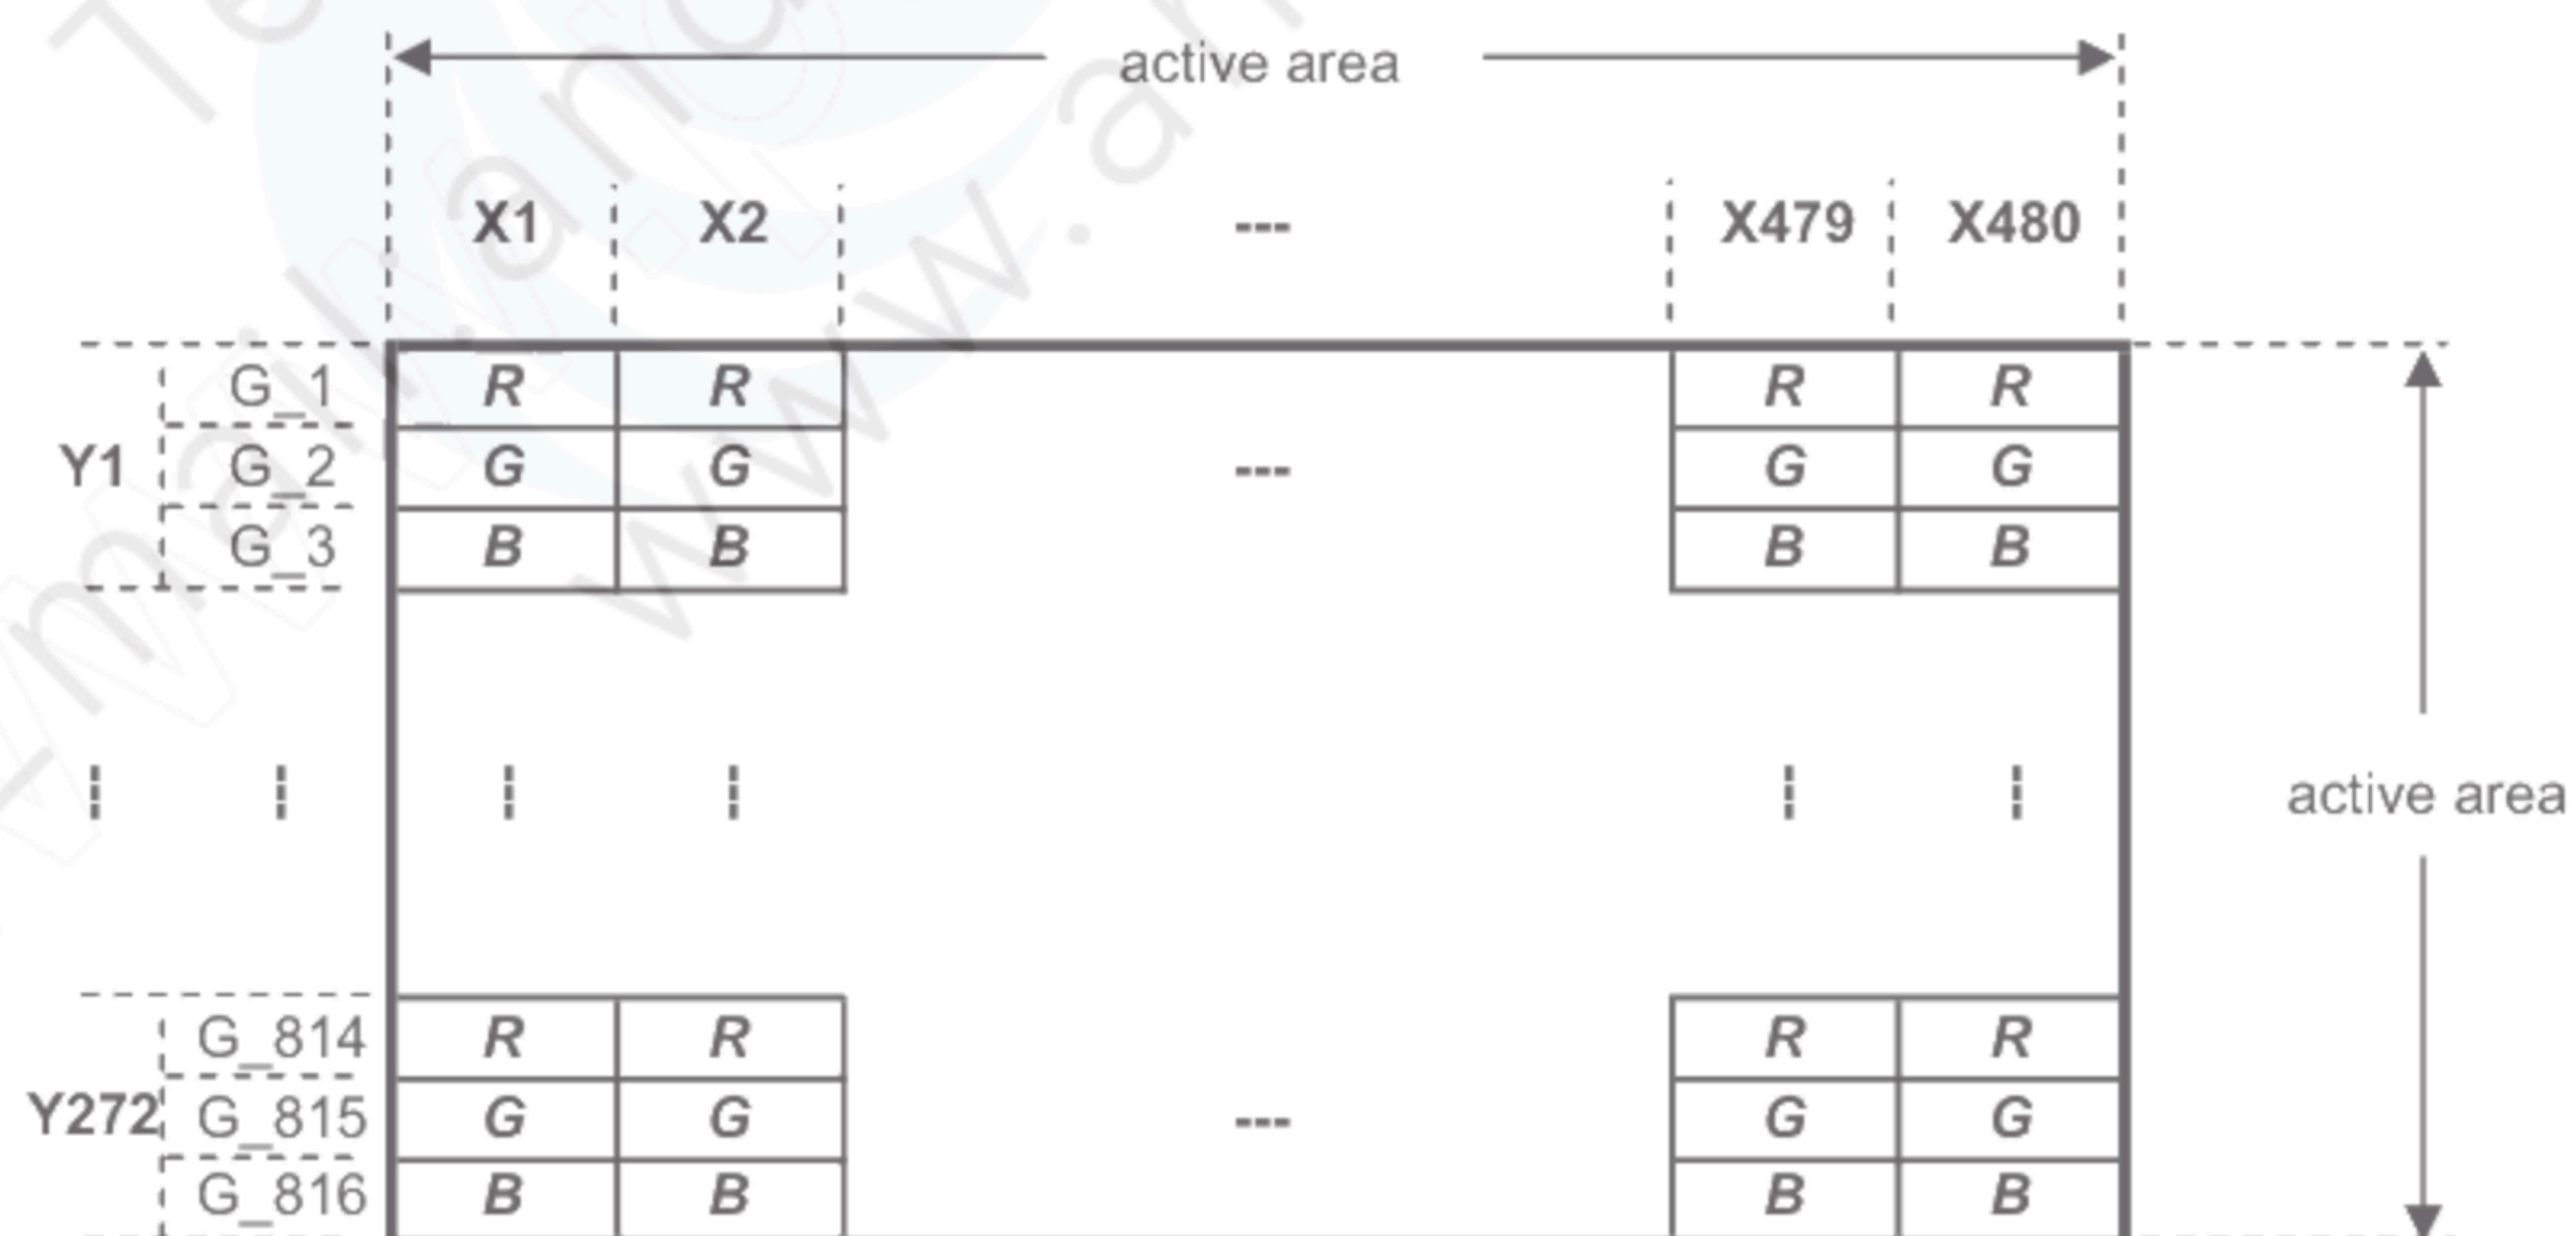 active area
X1 X2 --- X479 X480
G_1 R R R R
Y1 G_2 G G --- G G
G_3 B B B B
active area
G_814 R R R R
Y272 G_815 G G --- G G
G_816 B B B B